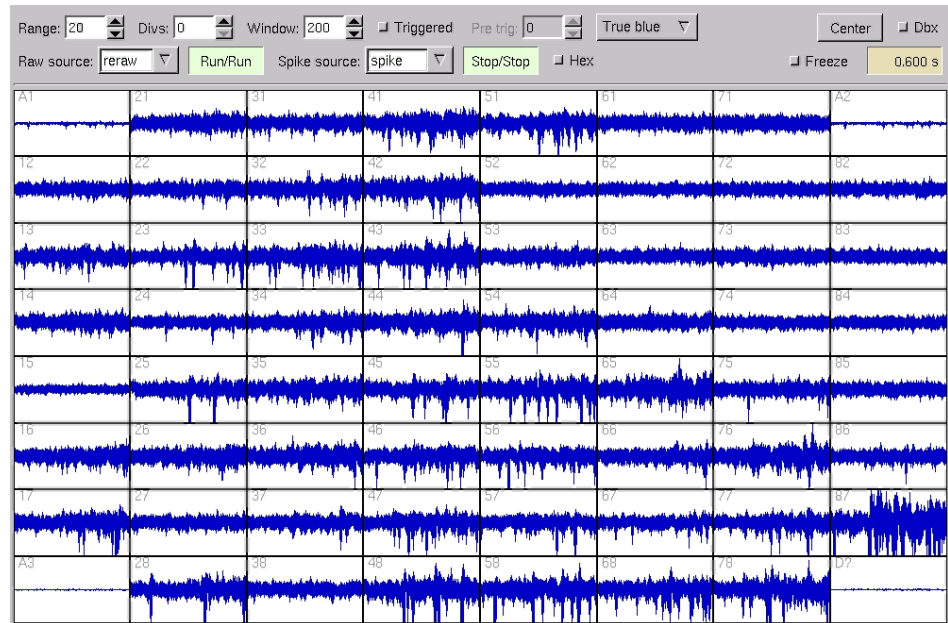 Range: 20 Divs: 0 Window: 200 Triggered Pre trig: 0 True blue Center Dbx
Raw source: reraw Run/Run Spike source: spike Stop/Stop Hex Freeze 0.600 s
A1 21 31 41 51 61 71 A2
12 22 32 42 52 62 72 82
13 23 33 43 53 63 73 83
14 24 34 44 54 64 74 84
15 25 35 45 55 65 75 85
16 26 36 46 56 66 76 86
17 27 37 47 57 67 77 87
A3 28 38 48 58 68 78 D?